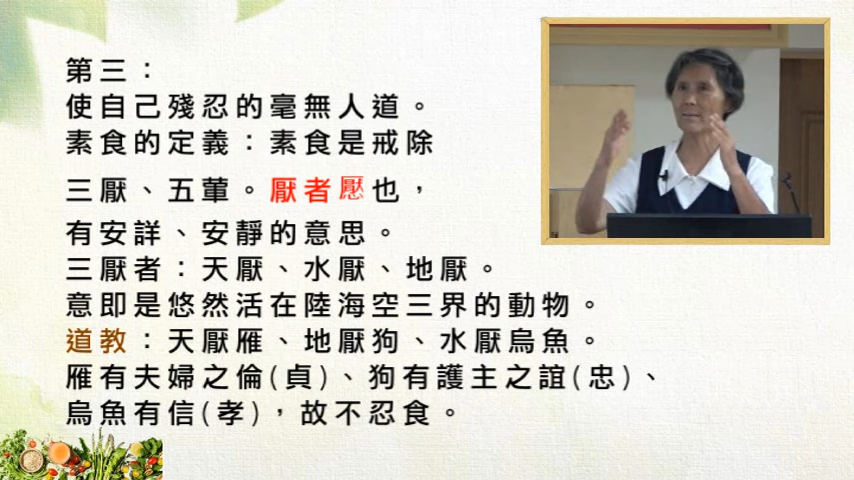 第三：
使自己殘忍的毫無人道。
素食的定義：素食是戒除
三厭、五葷。厭者懕也，
有安詳、安靜的意思。
三厭者：天厭、水厭、地厭。
意即是悠然活在陸海空三界的動物。
道教：天厭雁、地厭狗、水厭烏魚。
雁有夫婦之倫(貞)、狗有護主之誼(忠)、
烏魚有信(孝)，故不忍食。